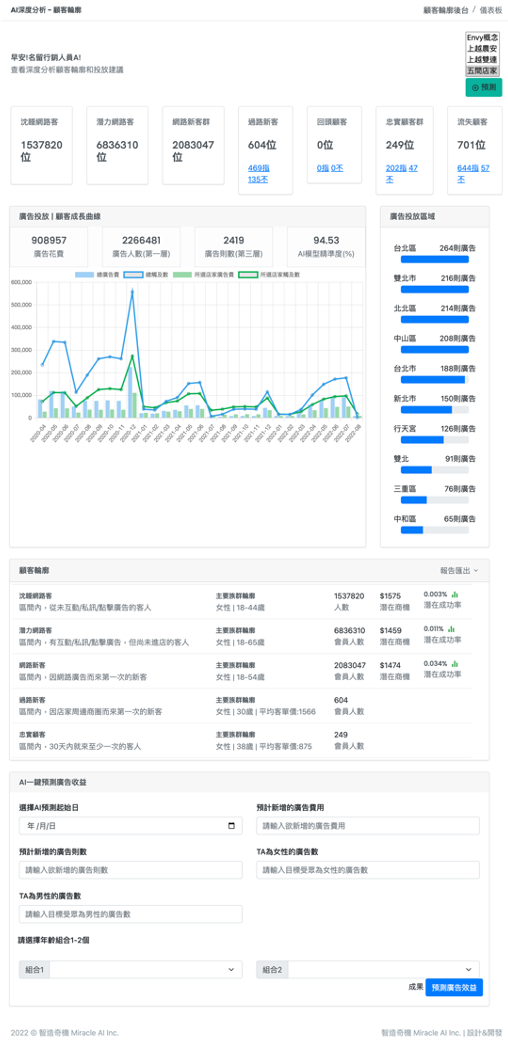 AI深度分析 – 顧客輪廓
顧客輪廓後台 / 儀表板
早安!名留行銷人員A!
查看深度分析顧客輪廓和投放建議
Envy概念
上越農安
上越雙連
五間店家
預測
沈睡網路客
1537820位
潛力網路客
6836310位
網路新客群
2083047位
過路新客
604位
469指 135不
回頭顧客
0位
0指 0不
忠實顧客群
249位
202指 47不
流失顧客
701位
644指 57不
廣告投放 | 顧客成長曲線
908957
廣告花費
2266481
廣告人數(第一層)
2419
廣告則數(第三層)
94.53
AI模型精準度(%)
總廣告費 總觸及數 所選店家廣告費 所選店家觸及數
600,000
500,000
400,000
300,000
200,000
100,000
0
2020-04 2020-05 2020-06 2020-07 2020-08 2020-09 2020-10 2020-11 2020-12 2021-01 2021-02 2021-03 2021-04 2021-05 2021-06 2021-07 2021-08 2021-09 2021-10 2021-11 2021-12 2022-01 2022-02 2022-03 2022-04 2022-05 2022-06 2022-07 2022-08
廣告投放區域
台北區 264則廣告
雙北市 216則廣告
北北區 214則廣告
中山區 208則廣告
台北市 188則廣告
新北市 150則廣告
行天宮 126則廣告
雙北 91則廣告
三重區 76則廣告
中和區 65則廣告
顧客輪廓
報告匯出
沈睡網路客 主要族群輪廓 1537820 $1575 0.003%
區間內，從未互動/私訊/點擊廣告的客人 女性 | 18-44歲 人數 潛在商機 潛在成功率
潛力網路客 主要族群輪廓 6836310 $1459 0.011%
區間內，有互動/私訊/點擊廣告，但尚未進店的客人 女性 | 18-65歲 會員人數 潛在商機 潛在成功率
網路新客 主要族群輪廓 2083047 $1474 0.034%
區間內，因網路廣告而來第一次的新客 女性 | 18-54歲 會員人數 潛在商機 潛在成功率
過路新客 主要族群輪廓 604
區間內，因店家周邊商圈而來第一次的新客 女性 | 30歲 | 平均客單價:1566 會員人數
忠實顧客 主要族群輪廓 249
區間內，30天內就來至少一次的客人 女性 | 38歲 | 平均客單價:875 會員人數
AI一鍵預測廣告收益
選擇AI預測起始日
年 /月/日
預計新增的廣告費用
請輸入欲新增的廣告費用
預計新增的廣告則數
請輸入欲新增的廣告則數
TA為女性的廣告數
請輸入目標受眾為女性的廣告數
TA為男性的廣告數
請輸入目標受眾為男性的廣告數
請選擇年齡組合1-2個
組合1
組合2
成果 預測廣告效益
2022 © 智造奇機 Miracle AI Inc.
智造奇機 Miracle AI Inc. | 設計&開發